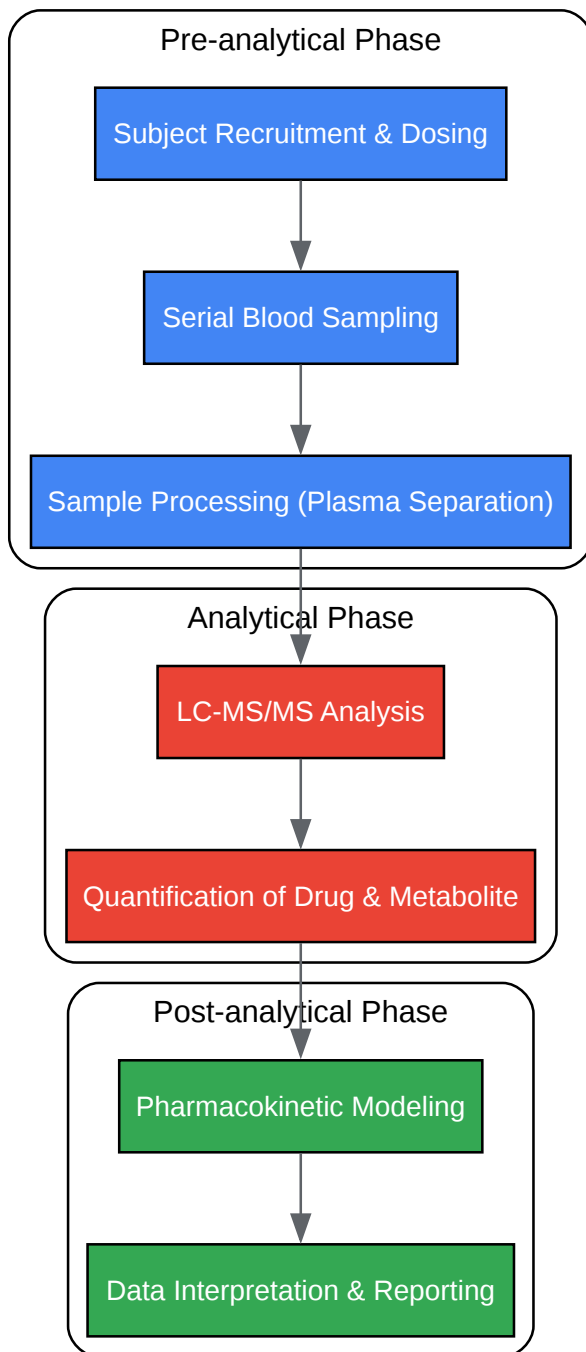 Pre-analytical Phase
Subject Recruitment & Dosing
Serial Blood Sampling
Sample Processing (Plasma Separation)
Analytical Phase
LC-MS/MS Analysis
Quantification of Drug & Metabolite
Post-analytical Phase
Pharmacokinetic Modeling
Data Interpretation & Reporting